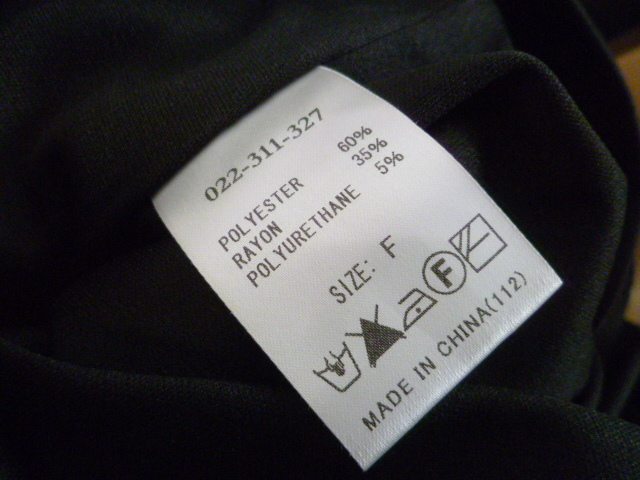 022-311-327
POLYESTER 60%
RAYON 35%
POLYURETHANE 5%
SIZE: F
F
MADE IN CHINA(112)